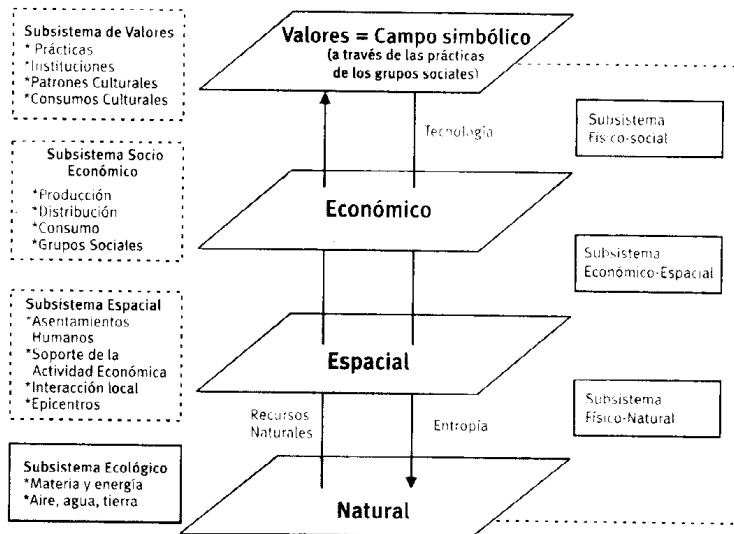 Subsistema de Valores
* Prácticas
*Instituciones
*Patrones Culturales
*Consumos Culturales
Valores = Campo simbólico
(a través de las prácticas
de los grupos sociales)
Tecnología
Subsistema
Físico-social
Subsistema Socio
Económico
*Producción
*Distribución
*Consumo
*Grupos Sociales
Económico
Subsistema
Económico-Espacial
Subsistema Espacial
*Asentamientos
Humanos
*Soporte de la
Actividad Económica
*Interacción local
*Epicentros
Espacial
Recursos
Naturales
Entropía
Subsistema
Físico-Natural
Subsistema Ecológico
*Materia y energía
*Aire, agua, tierra
Natural